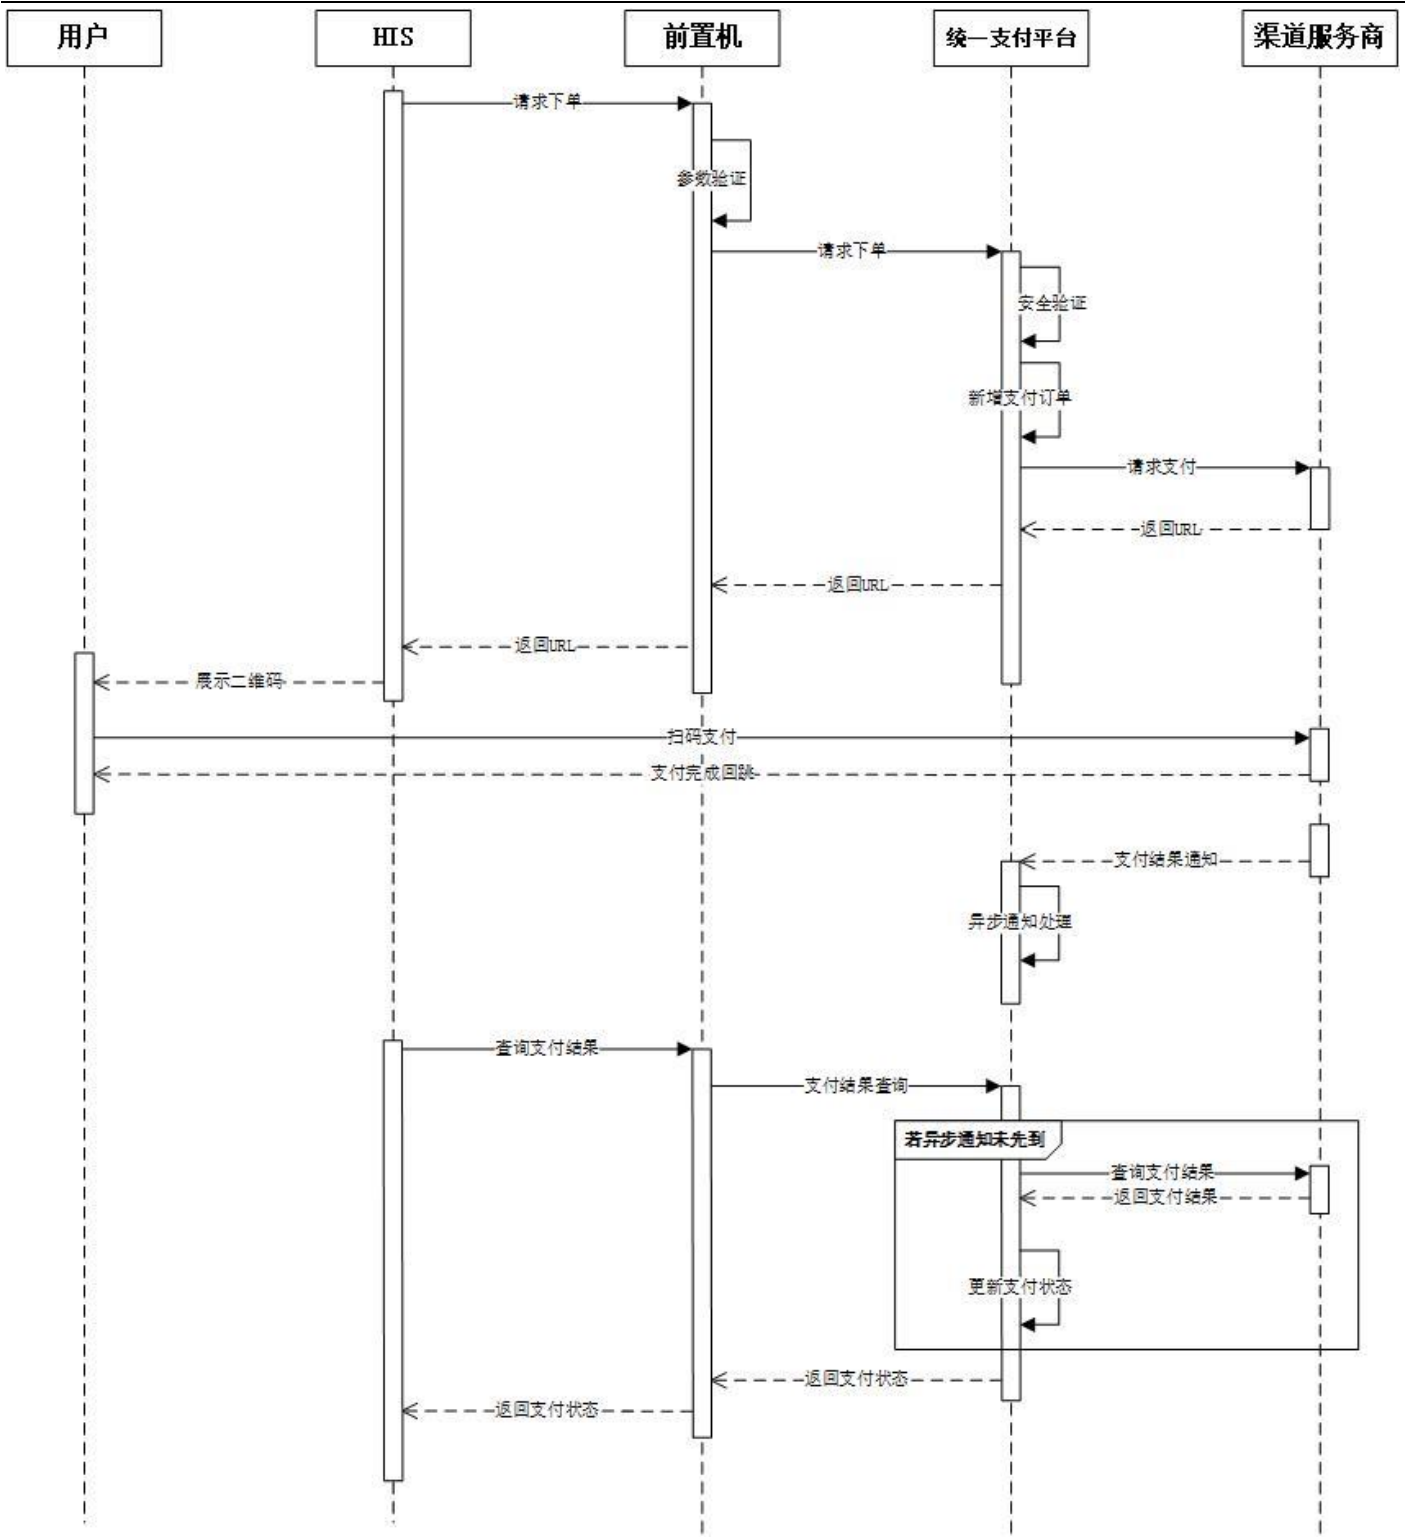 用户
HIS
前置机
统一支付平台
渠道服务商
请求下单
参数验证
请求下单
安全验证
新增支付订单
请求支付
返回URL
返回URL
返回URL
展示二维码
扫码支付
支付完成回跳
支付结果通知
异步通知处理
查询支付结果
支付结果查询
若异步通知未先到
查询支付结果
返回支付结果
更新支付状态
返回支付状态
返回支付状态